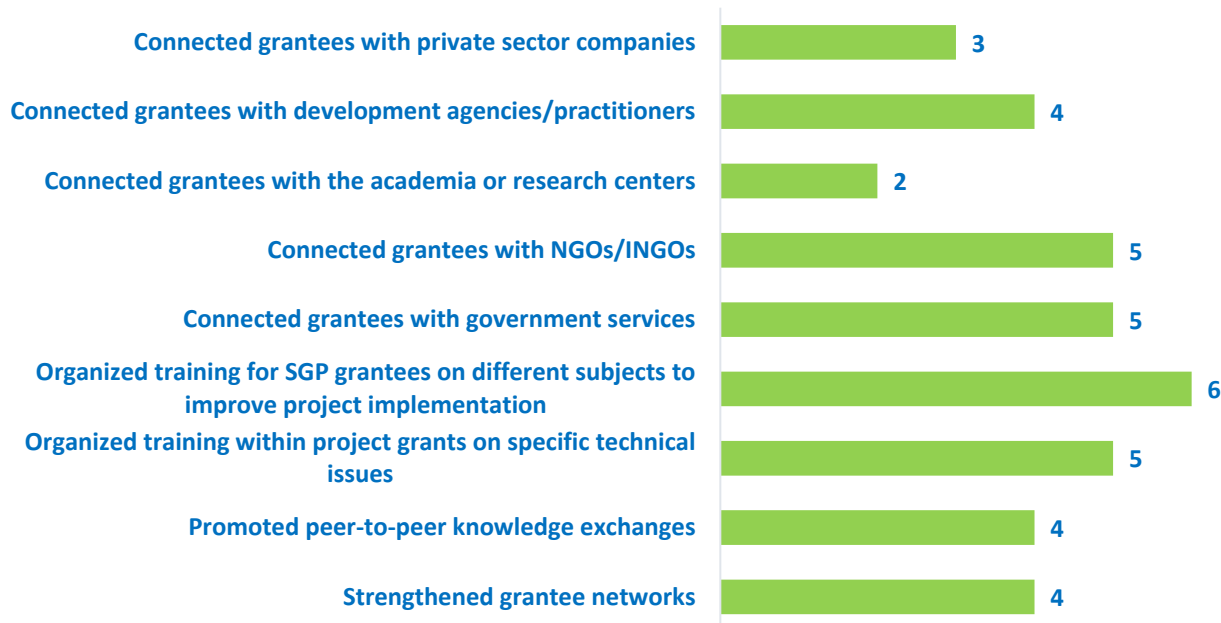 Connected grantees with private sector companies 3
Connected grantees with development agencies/practitioners 4
Connected grantees with the academia or research centers 2
Connected grantees with NGOs/INGOs 5
Connected grantees with government services 5
Organized training for SGP grantees on different subjects to
improve project implementation 6
Organized training within project grants on specific technical
issues 5
Promoted peer-to-peer knowledge exchanges 4
Strengthened grantee networks 4